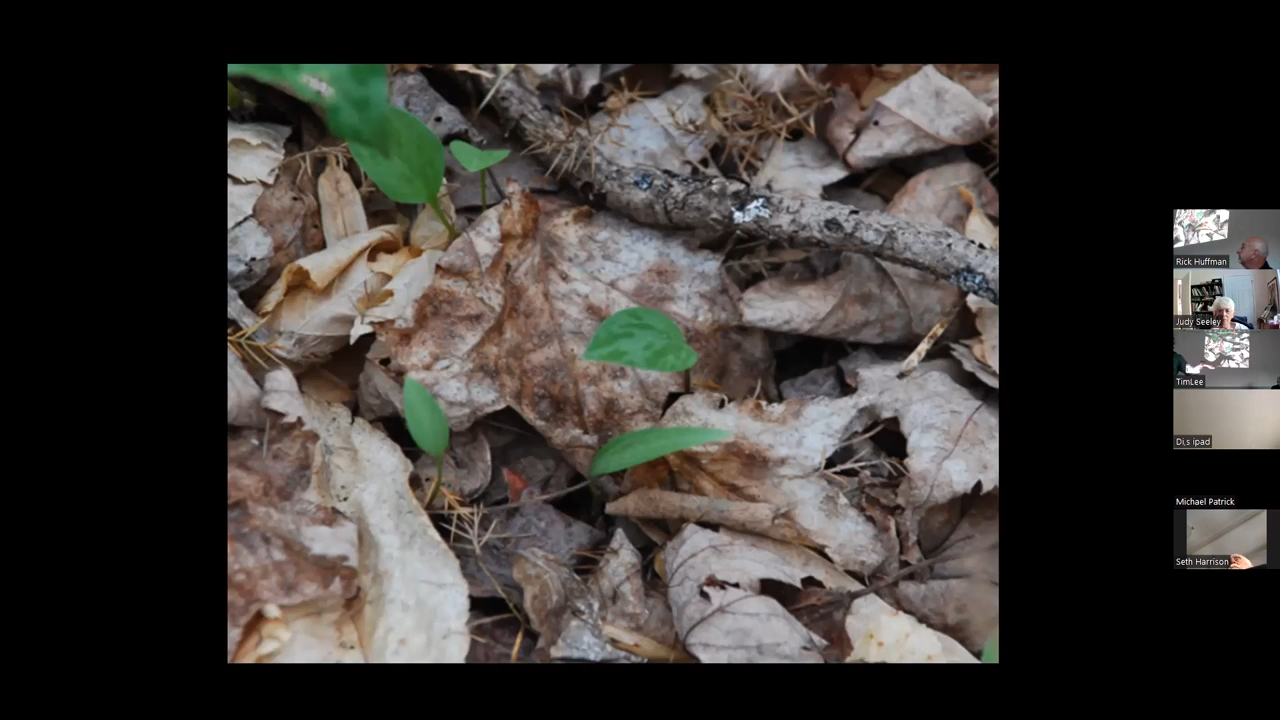 Rick Huffman
Judy Seeley
TimLee
Di,s ipad
Michael Patrick
Seth Harrison